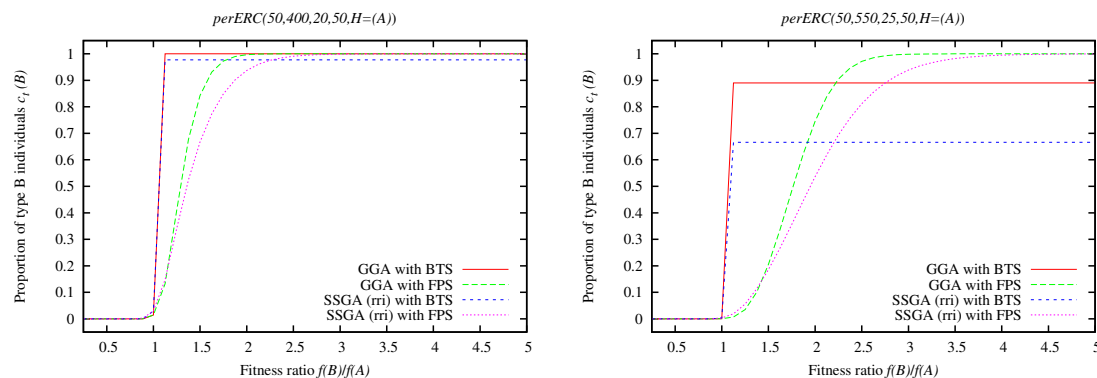 perERC(50,400,20,50,H=(A))
Proportion of type B individuals c_t (B)
1
0.9
0.8
0.7
0.6
0.5
0.4
0.3
0.2
0.1
0
GGA with BTS
GGA with FPS
SSGA (rri) with BTS
SSGA (rri) with FPS
0.5 1 1.5 2 2.5 3 3.5 4 4.5 5
Fitness ratio f(B)/f(A)
perERC(50,550,25,50,H=(A))
Proportion of type B individuals c_t (B)
1
0.9
0.8
0.7
0.6
0.5
0.4
0.3
0.2
0.1
0
GGA with BTS
GGA with FPS
SSGA (rri) with BTS
SSGA (rri) with FPS
0.5 1 1.5 2 2.5 3 3.5 4 4.5 5
Fitness ratio f(B)/f(A)